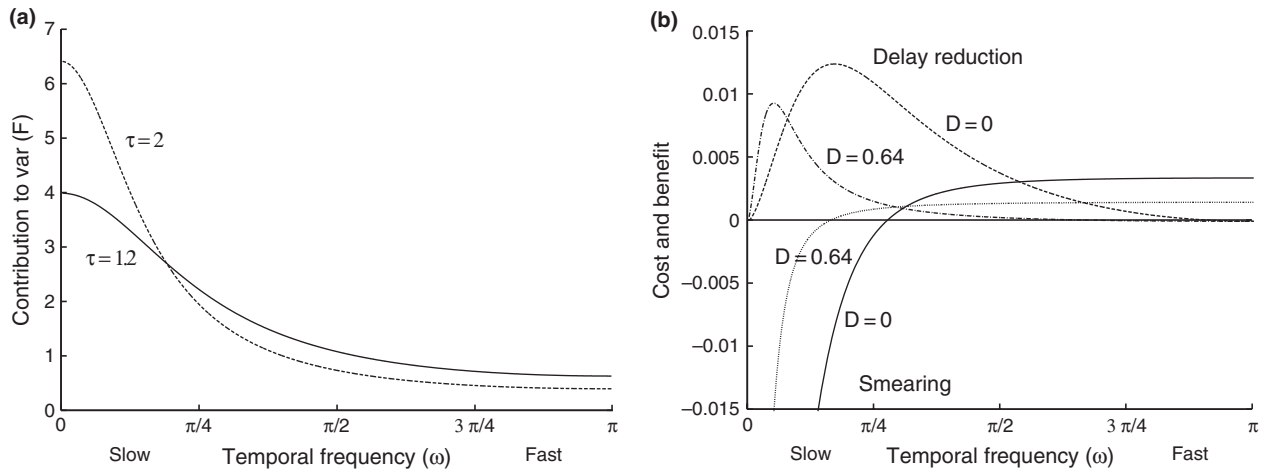 (a)
7
6
5
4
3
2
1
0
Contribution to var (F)
τ = 2
τ = 1.2
0
π/4
π/2
3 π/4
π
Slow
Temporal frequency (ω)
Fast
(b)
0.015
0.01
0.005
0
−0.005
−0.01
−0.015
Cost and benefit
Delay reduction
D = 0
D = 0.64
D = 0.64
D = 0
Smearing
0
π/4
π/2
3 π/4
π
Slow
Temporal frequency (ω)
Fast